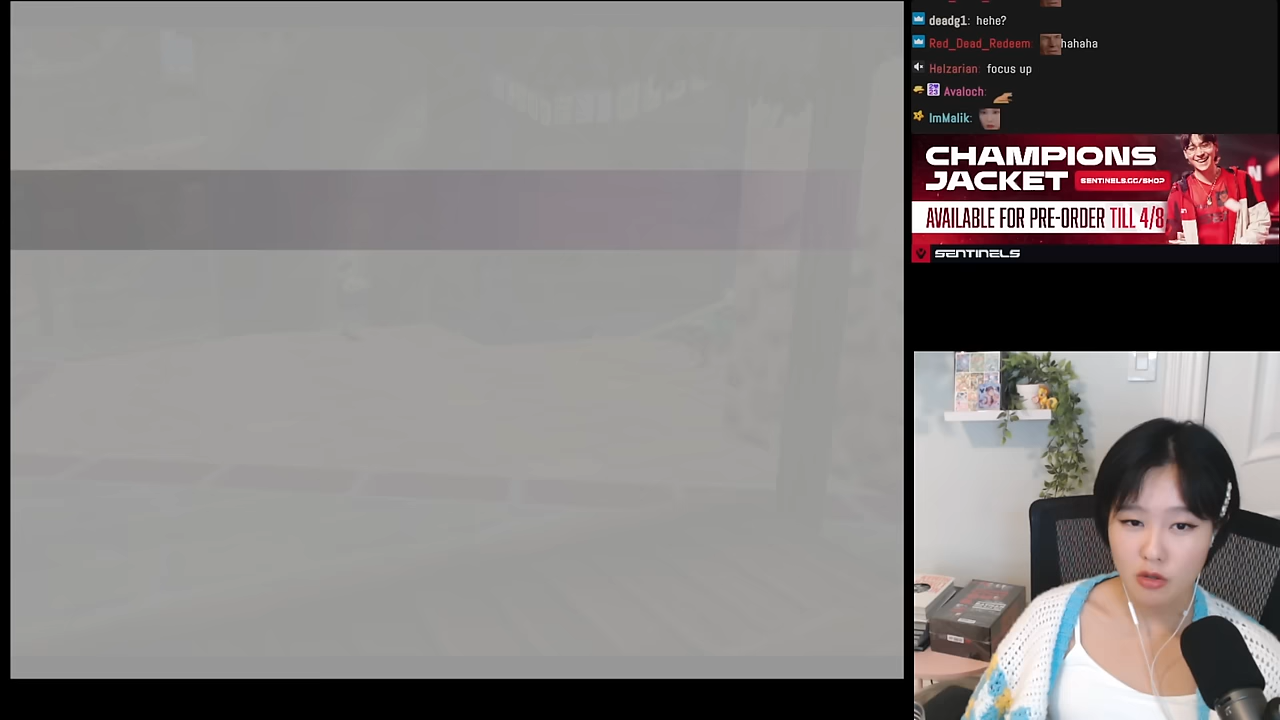 deadg1: hehe?
Red_Dead_Redeem: hahaha
Helzarian: focus up
Avaloch:
ImMalik:
CHAMPIONS
JACKET SENTINELS.GG/SHOP
AVAILABLE FOR PRE-ORDER TILL 4/8
SENTINELS